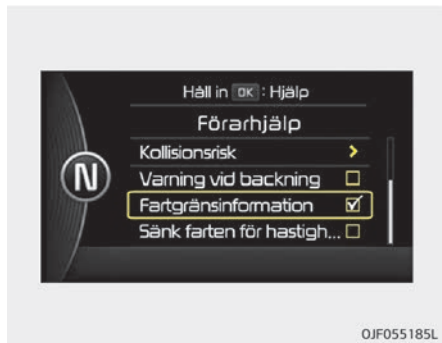 Håll in OK : Hjälp
Förarhjälp
Kollisionsrisk >
N
Varning vid backning
Fartgränsinformation
Sänk farten för hastigh...
OJF055185L